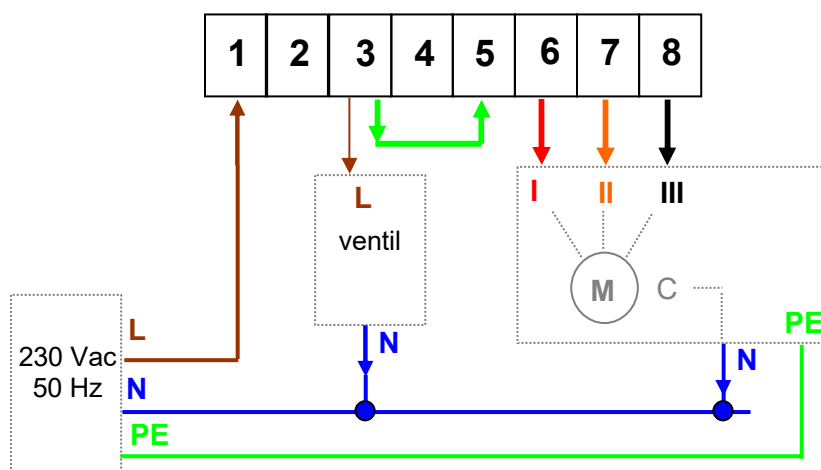 1 2 3 4 5 6 7 8
L
ventil
I II III
M C
230 Vac
50 Hz
L
N
PE
N
N
PE